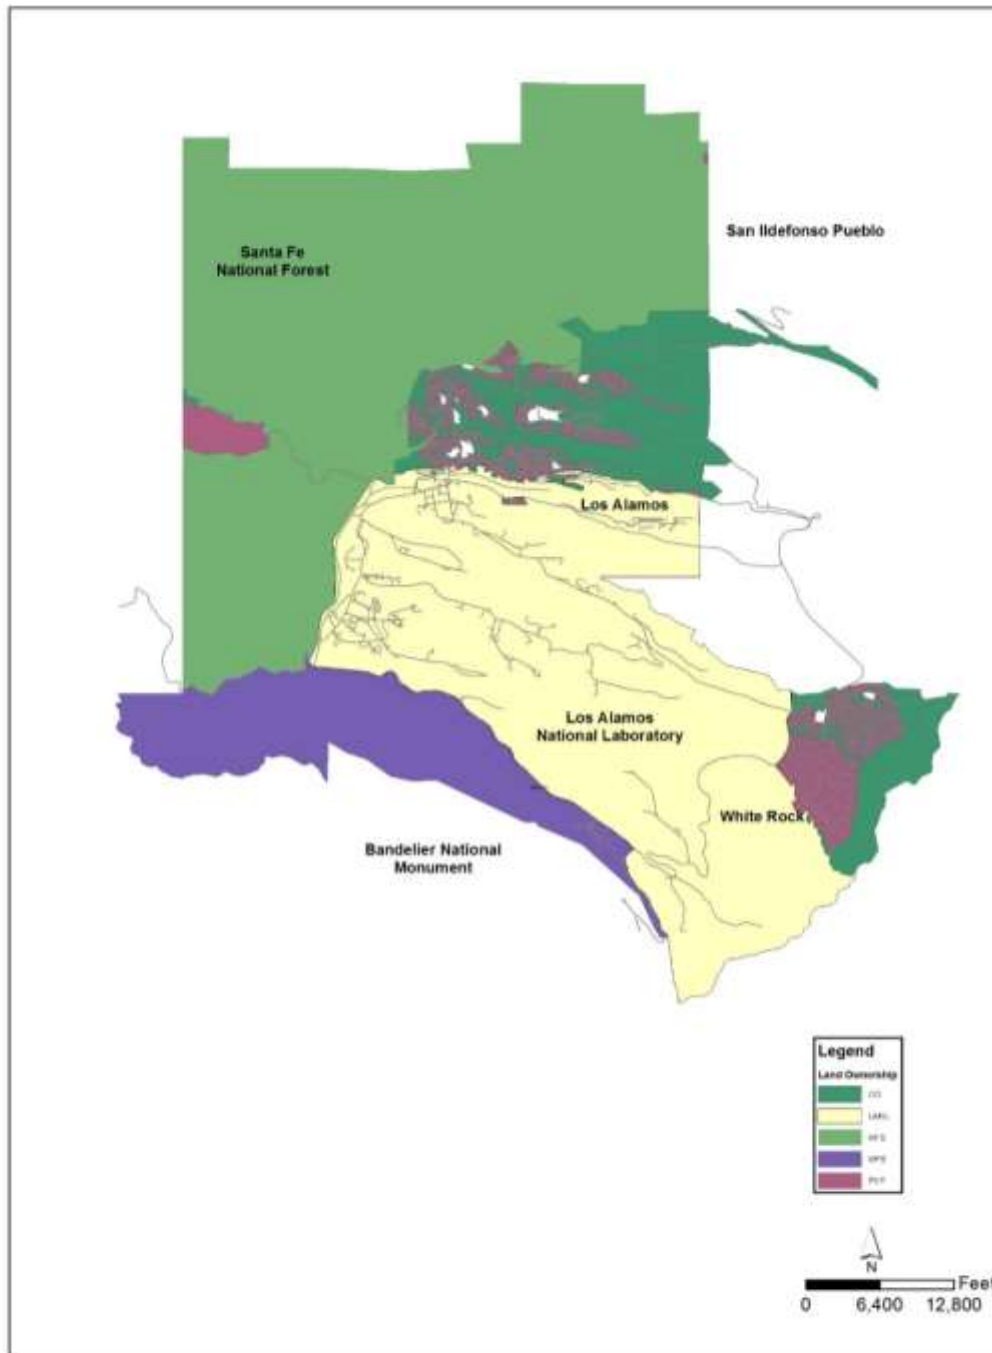 San Ildefonso Pueblo
Santa Fe
National Forest
Los Alamos
Los Alamos
National Laboratory
White Rock
Bandelier National
Monument
Legend
Land Ownership
N
Feet
0 6,400 12,800